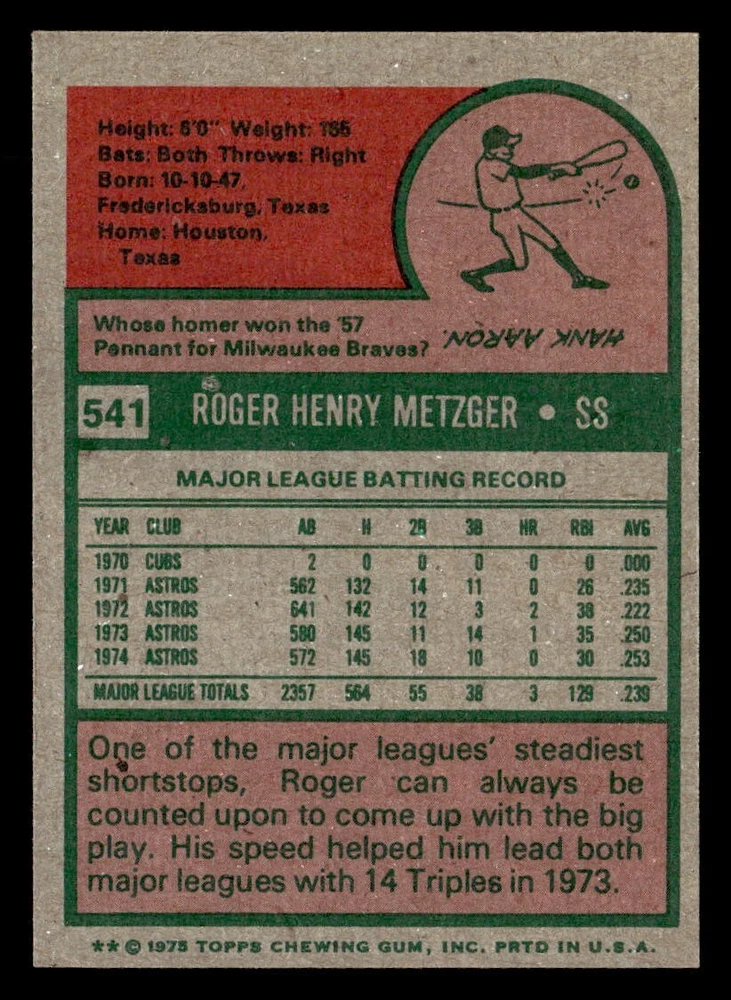 Height: 6'0" Weight: 165
Bats: Both Throws: Right
Born: 10-10-47,
Fredericksburg, Texas
Home: Houston,
Texas
Whose homer won the '57
Pennant for Milwaukee Braves?
HANK AARON.
541 ROGER HENRY METZGER • SS
MAJOR LEAGUE BATTING RECORD
YEAR CLUB AB H 2B 3B HR RBI AVG
1970 CUBS 2 0 0 0 0 0 .000
1971 ASTROS 562 132 14 11 0 26 .235
1972 ASTROS 641 142 12 3 2 38 .222
1973 ASTROS 580 145 11 14 1 35 .250
1974 ASTROS 572 145 18 10 0 30 .253
MAJOR LEAGUE TOTALS 2357 564 55 38 3 129 .239
One of the major leagues' steadiest
shortstops, Roger can always be
counted upon to come up with the big
play. His speed helped him lead both
major leagues with 14 Triples in 1973.
** © 1975 TOPPS CHEWING GUM, INC. PRTD IN U.S.A.